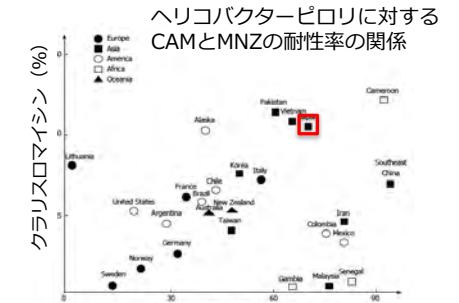 ヘリコバクターピロリに対する
CAMとMNZの耐性率の関係
クラリスロマイシン（%）
Europe
Asia
America
Africa
Oceania
Cameroon
Pakistan
Vietnam
Alaska
Lithuania
Korea
Italy
Southeast
China
France
Chile
Brazil
United States
Australia
New Zealand
Argentina
Taiwan
Iran
Colombia
Mexico
Germany
Norway
Sweden
Gambia
Malaysia
Senegal
5
0
30
60
90